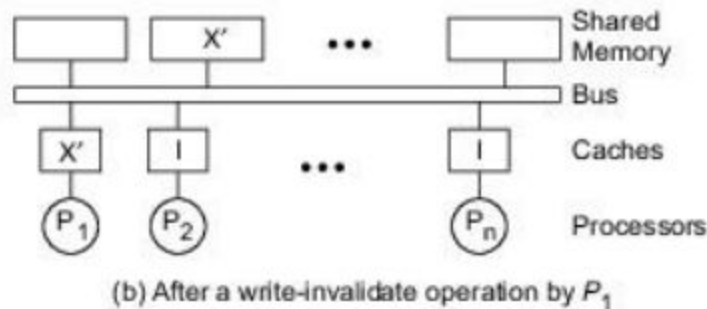 X′ ••• Shared
Memory
Bus
X′ I ••• I Caches
P1 P2 Pn Processors
(b) After a write-invalidate operation by P1